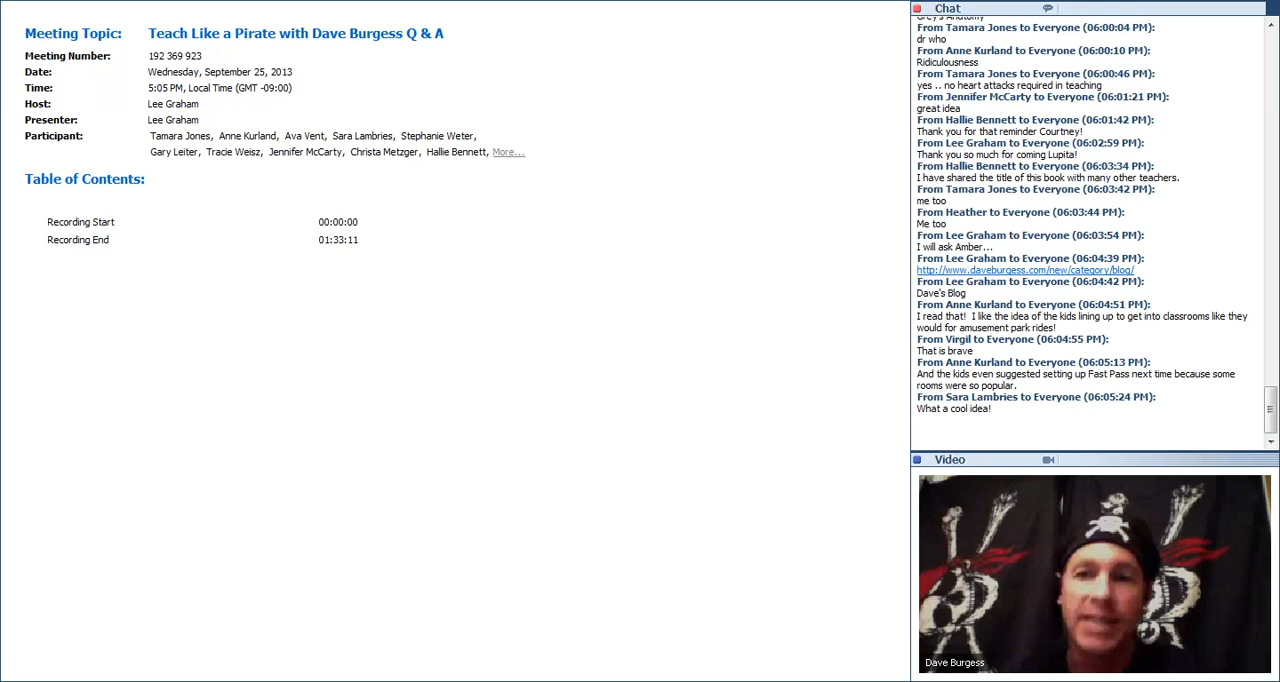 Meeting Topic: Teach Like a Pirate with Dave Burgess Q & A
Meeting Number: 192 369 923
Date: Wednesday, September 25, 2013
Time: 5:05 PM, Local Time (GMT -09:00)
Host: Lee Graham
Presenter: Lee Graham
Participant: Tamara Jones, Anne Kurland, Ava Vent, Sara Lambries, Stephanie Weter,
Gary Leiter, Tracie Weisz, Jennifer McCarty, Christa Metzger, Hallie Bennett, More...
Table of Contents:
Recording Start 00:00:00
Recording End 01:33:11
Chat
Grey's Anatomy
From Tamara Jones to Everyone (06:00:04 PM):
dr who
From Anne Kurland to Everyone (06:00:10 PM):
Ridiculousness
From Tamara Jones to Everyone (06:00:46 PM):
yes .. no heart attacks required in teaching
From Jennifer McCarty to Everyone (06:01:21 PM):
great idea
From Hallie Bennett to Everyone (06:01:42 PM):
Thank you for that reminder Courtney!
From Lee Graham to Everyone (06:02:59 PM):
Thank you so much for coming Lupita!
From Hallie Bennett to Everyone (06:03:34 PM):
I have shared the title of this book with many other teachers.
From Tamara Jones to Everyone (06:03:42 PM):
me too
From Heather to Everyone (06:03:44 PM):
Me too
From Lee Graham to Everyone (06:03:54 PM):
I will ask Amber...
From Lee Graham to Everyone (06:04:39 PM):
http://www.daveburgess.com/new/category/blog/
From Lee Graham to Everyone (06:04:42 PM):
Dave's Blog
From Anne Kurland to Everyone (06:04:51 PM):
I read that!  I like the idea of the kids lining up to get into classrooms like they
would for amusement park rides!
From Virgil to Everyone (06:04:55 PM):
That is brave
From Anne Kurland to Everyone (06:05:13 PM):
And the kids even suggested setting up Fast Pass next time because some
rooms were so popular.
From Sara Lambries to Everyone (06:05:24 PM):
What a cool idea!
Video
Dave Burgess